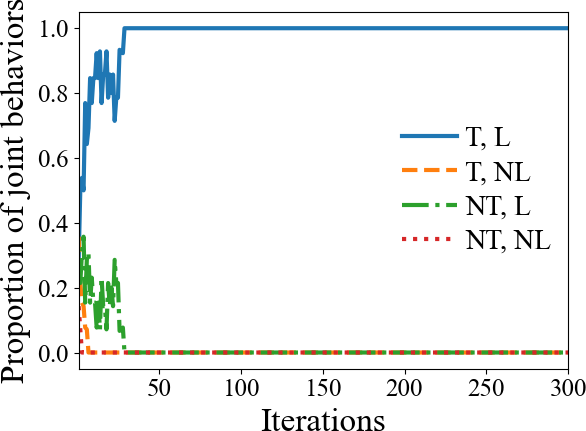 Proportion of joint behaviors
1.0
0.8
0.6
0.4
0.2
0.0
T, L
T, NL
NT, L
NT, NL
50 100 150 200 250 300
Iterations